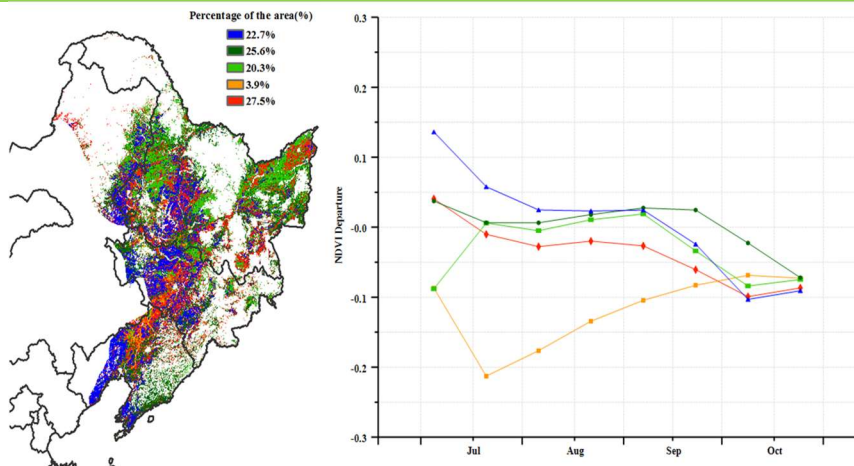 Percentage of the area(%)
22.7%
25.6%
20.3%
3.9%
27.5%
0.3
0.2
0.1
-0.0
-0.1
-0.2
-0.3
NDVI Departure
Jul
Aug
Sep
Oct